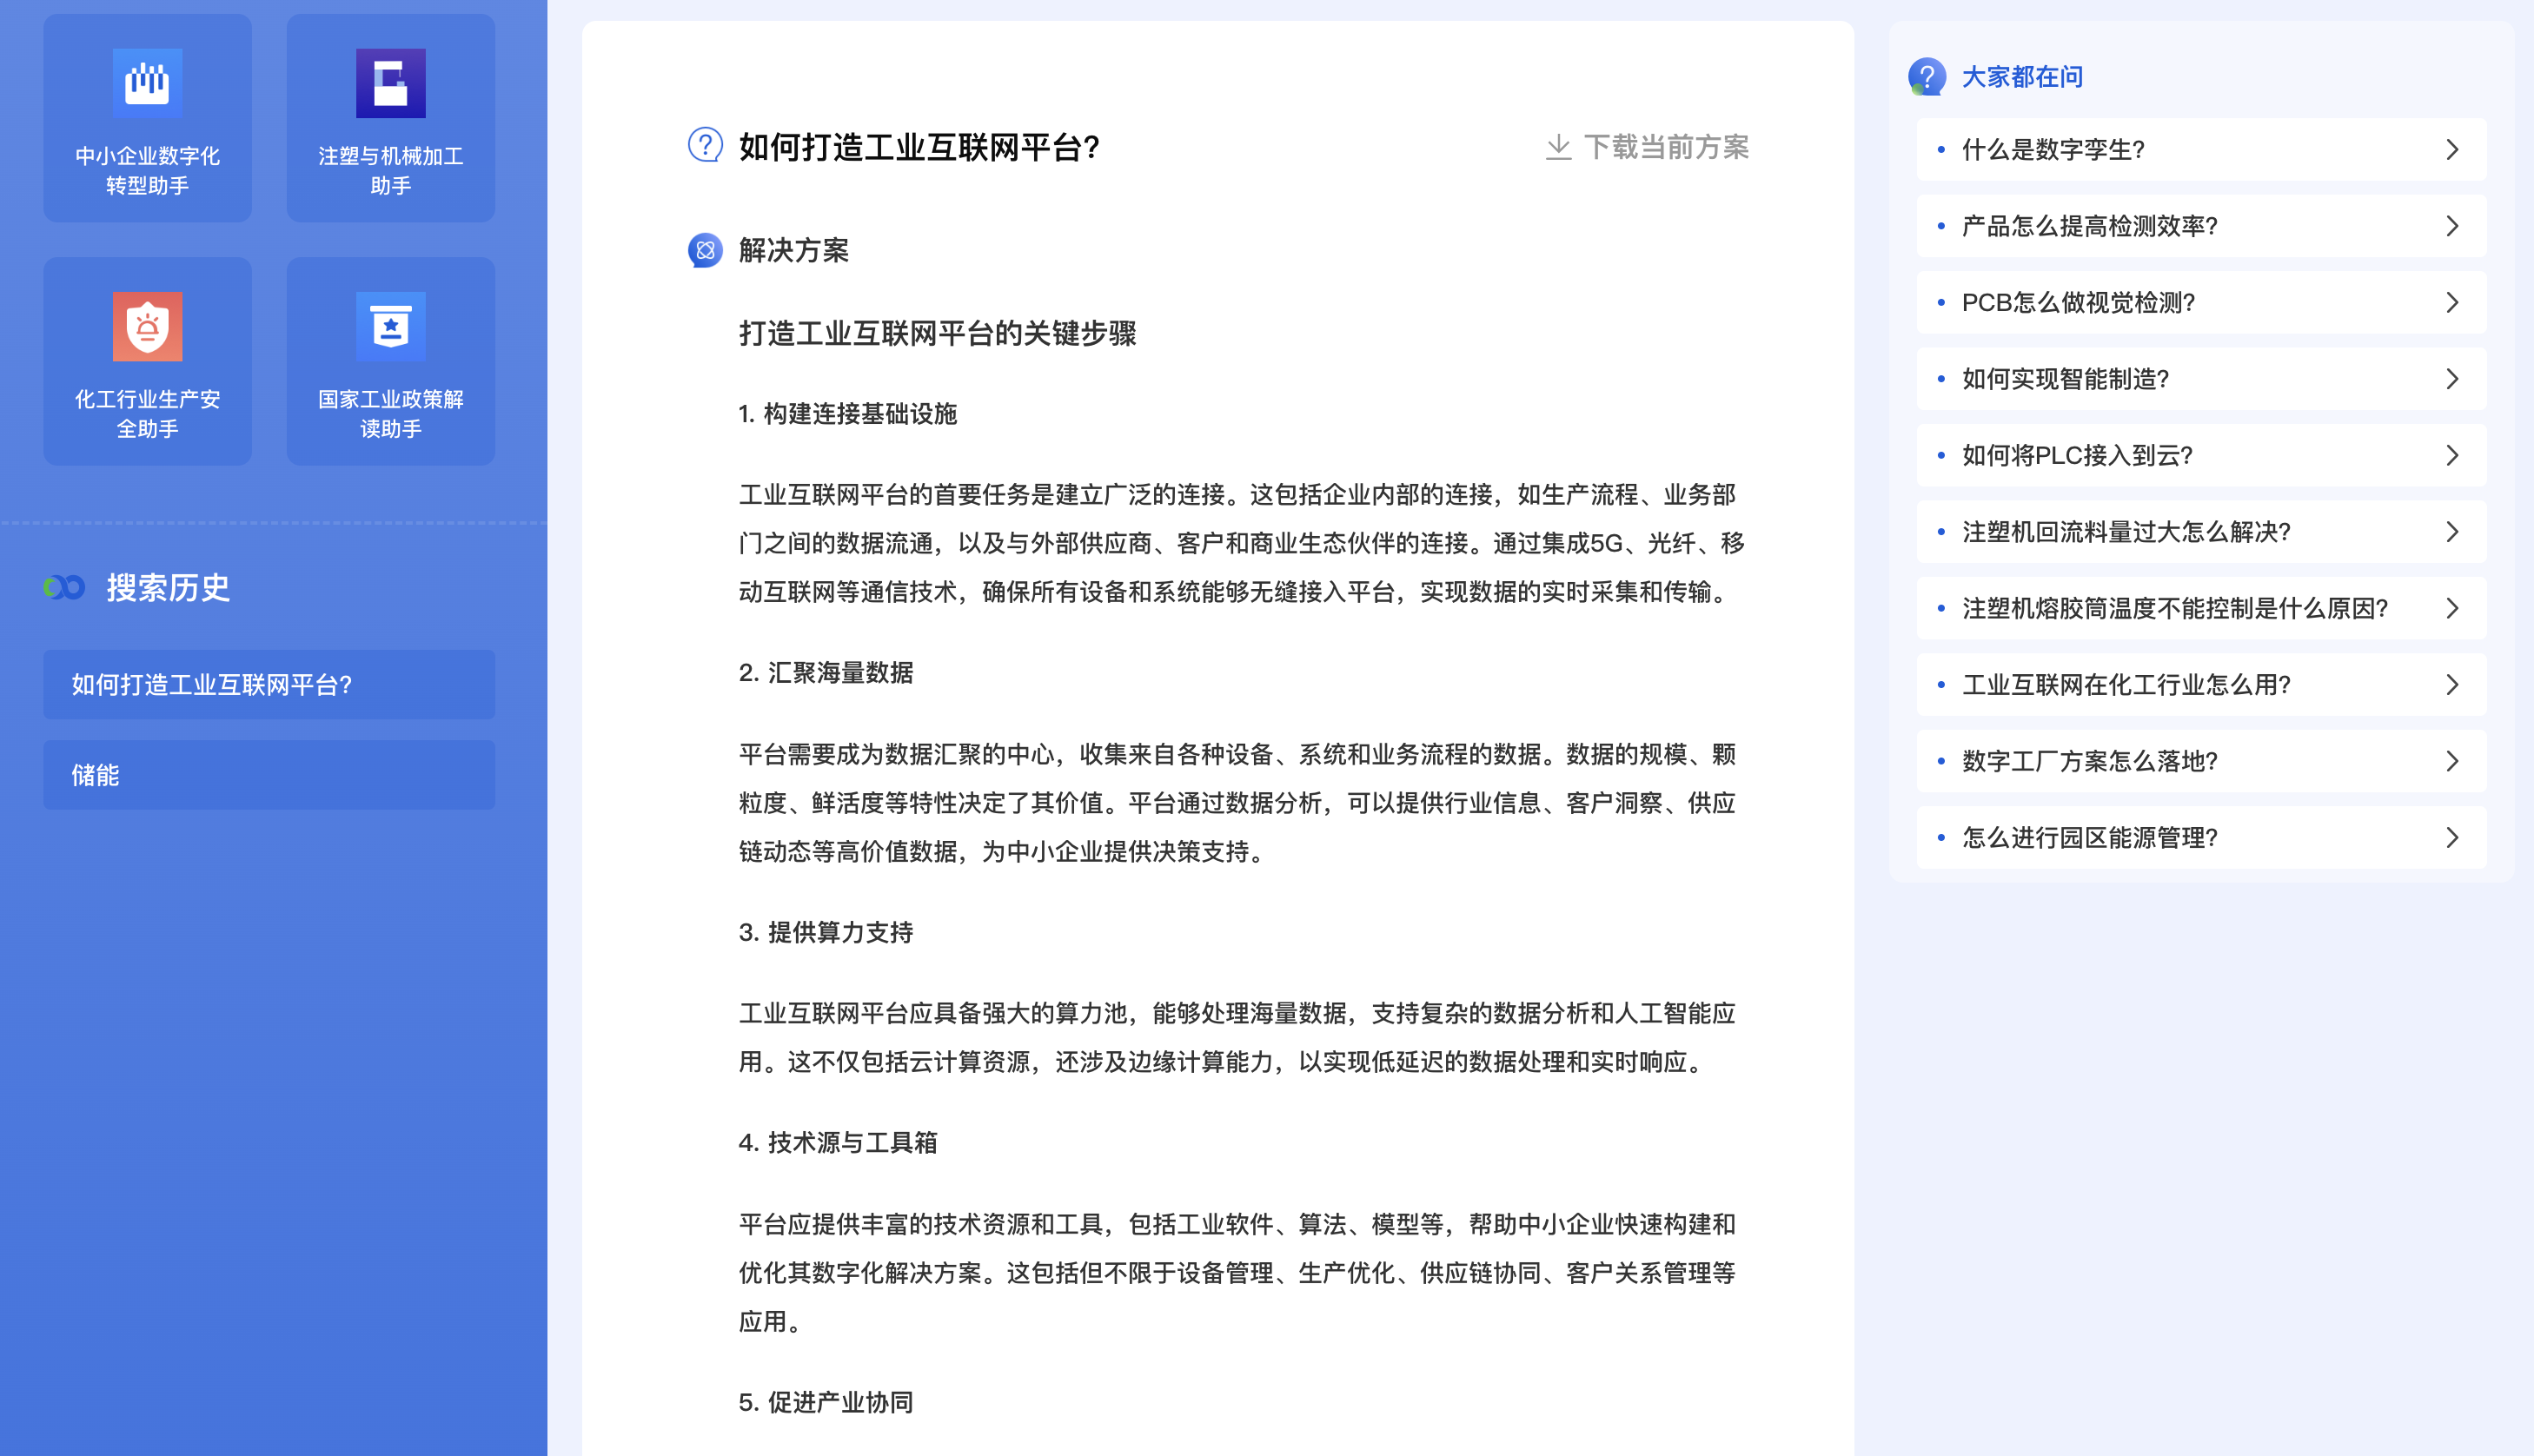 中小企业数字化
转型助手
注塑与机械加工
助手
化工行业生产安
全助手
国家工业政策解
读助手
搜索历史
如何打造工业互联网平台?
储能
如何打造工业互联网平台?
下载当前方案
解决方案
打造工业互联网平台的关键步骤
1. 构建连接基础设施
工业互联网平台的首要任务是建立广泛的连接。这包括企业内部的连接，如生产流程、业务部
门之间的数据流通，以及与外部供应商、客户和商业生态伙伴的连接。通过集成5G、光纤、移
动互联网等通信技术，确保所有设备和系统能够无缝接入平台，实现数据的实时采集和传输。
2. 汇聚海量数据
平台需要成为数据汇聚的中心，收集来自各种设备、系统和业务流程的数据。数据的规模、颗
粒度、鲜活度等特性决定了其价值。平台通过数据分析，可以提供行业信息、客户洞察、供应
链动态等高价值数据，为中小企业提供决策支持。
3. 提供算力支持
工业互联网平台应具备强大的算力池，能够处理海量数据，支持复杂的数据分析和人工智能应
用。这不仅包括云计算资源，还涉及边缘计算能力，以实现低延迟的数据处理和实时响应。
4. 技术源与工具箱
平台应提供丰富的技术资源和工具，包括工业软件、算法、模型等，帮助中小企业快速构建和
优化其数字化解决方案。这包括但不限于设备管理、生产优化、供应链协同、客户关系管理等
应用。
5. 促进产业协同
大家都在问
什么是数字孪生?
产品怎么提高检测效率?
PCB怎么做视觉检测?
如何实现智能制造?
如何将PLC接入到云?
注塑机回流料量过大怎么解决?
注塑机熔胶筒温度不能控制是什么原因?
工业互联网在化工行业怎么用?
数字工厂方案怎么落地?
怎么进行园区能源管理?